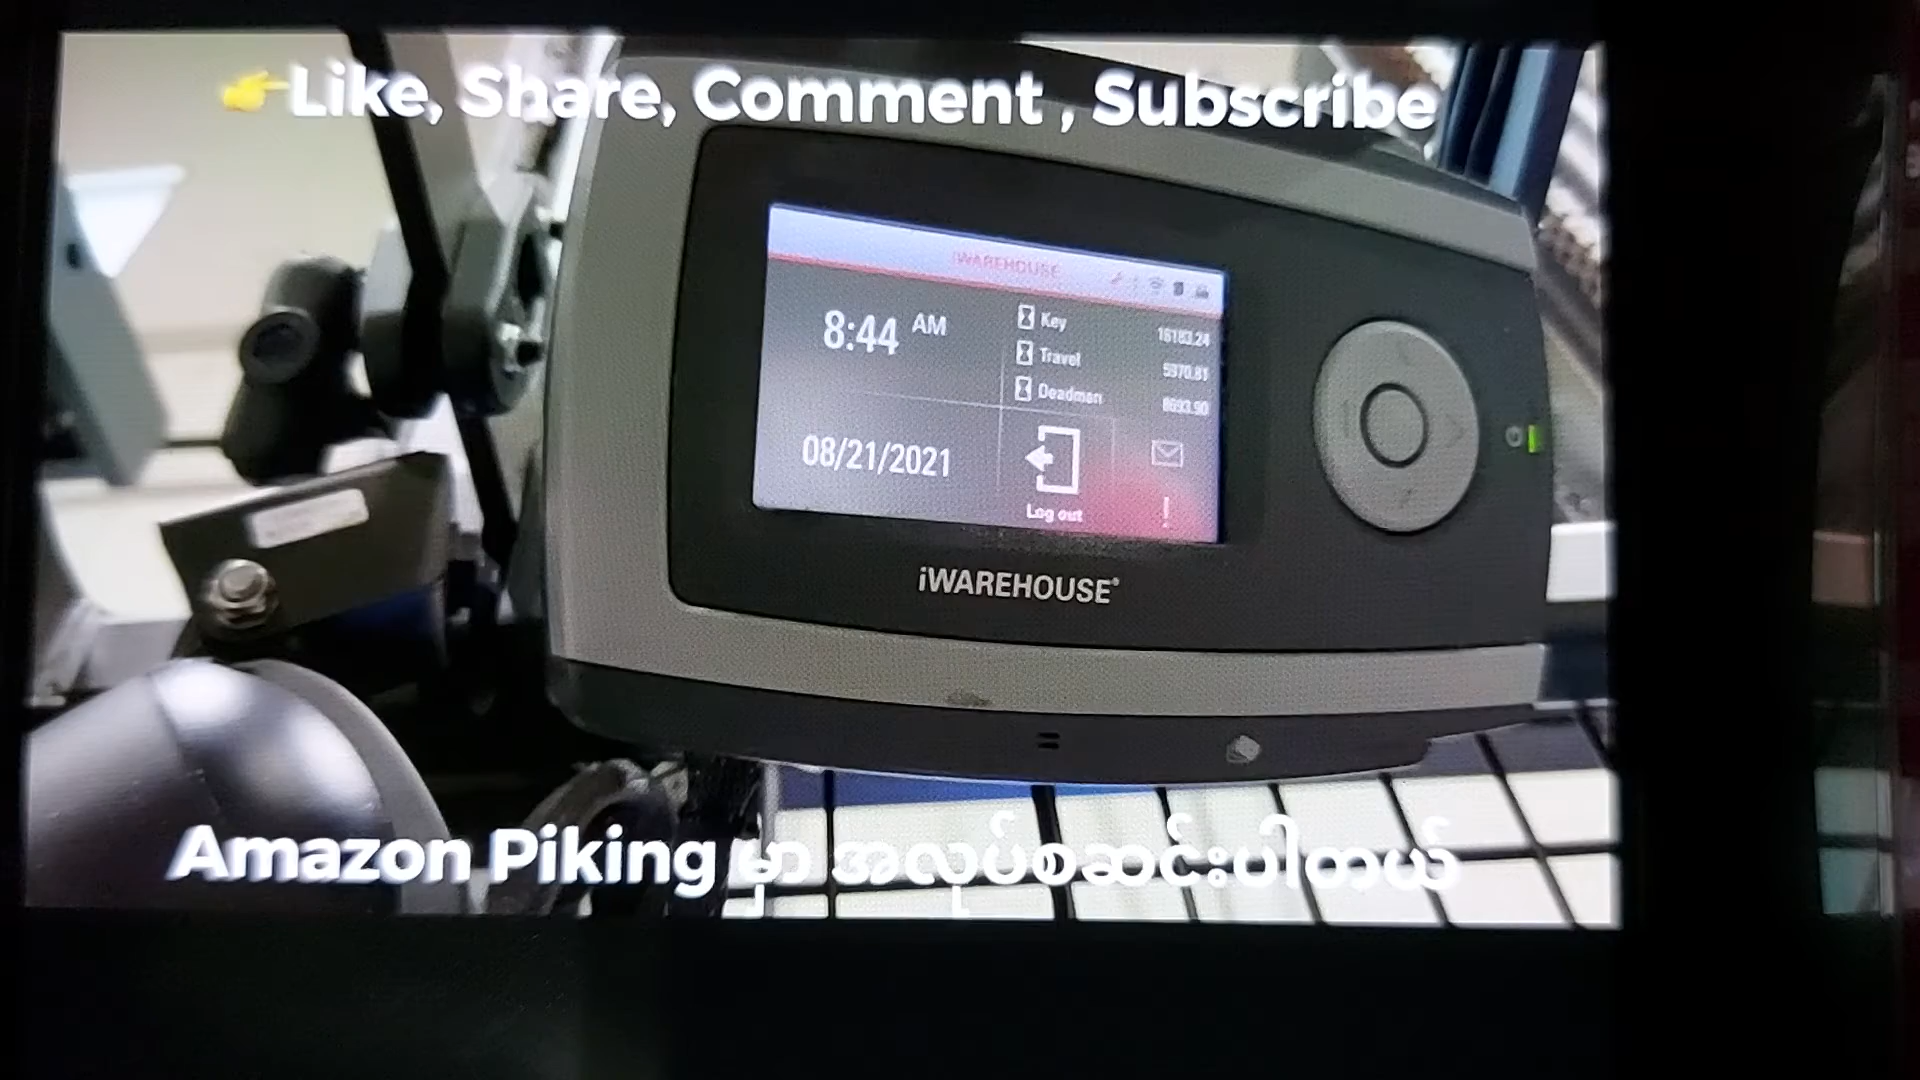 👉Like, Share, Comment , Subscribe
iWAREHOUSE
8:44 AM
Key 16183.24
Travel 5970.81
Deadman 8693.90
08/21/2021
Log out
!
iWAREHOUSE®
Amazon Piking မှာ အလုပ်စဆင်းပါတယ်